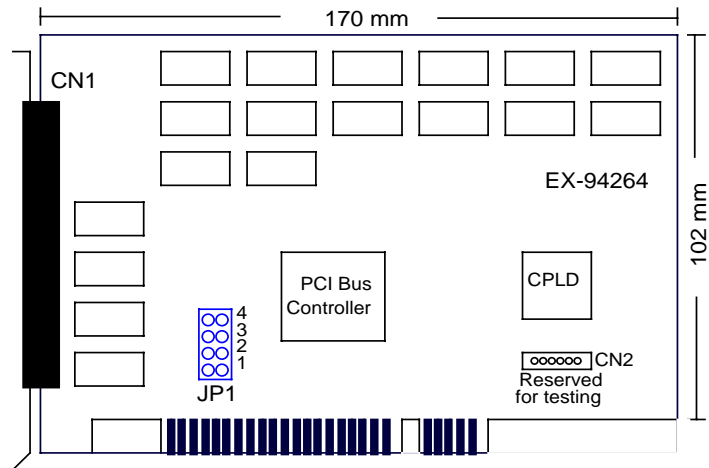 170 mm
CN1
EX-94264
102 mm
PCI Bus
Controller
CPLD
4
3
2
1
JP1
CN2
Reserved
for testing